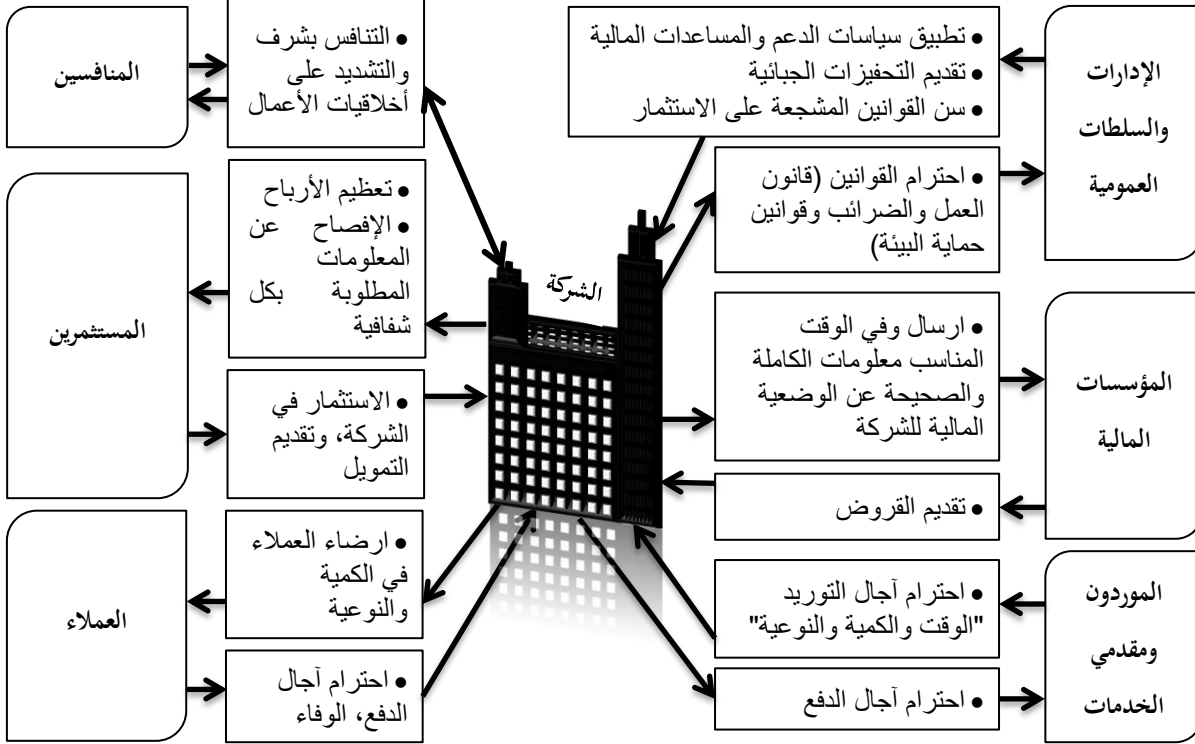 الإدارات
والسلطات
العمومية
• تطبيق سياسات الدعم والمساعدات المالية
• تقديم التحفيزات الجبائية
• سن القوانين المشجعة على الاستثمار
• احترام القوانين (قانون
العمل والضرائب وقوانين
حماية البيئة)
المؤسسات
المالية
• ارسال وفي الوقت
المناسب معلومات الكاملة
والصحيحة عن الوضعية
المالية للشركة
• تقديم القروض
الموردون
ومقدمي
الخدمات
• احترام آجال التوريد
"الوقت والكمية والنوعية"
• احترام آجال الدفع
الشركة
• التنافس بشرف
والتشديد على
أخلاقيات الأعمال
المنافسين
• تعظيم الأرباح
• الإفصاح عن
المعلومات
المطلوبة بكل
شفافية
• الاستثمار في
الشركة، وتقديم
التمويل
المستثمرين
• ارضاء العملاء
في الكمية
والنوعية
• احترام آجال
الدفع، الوفاء
العملاء